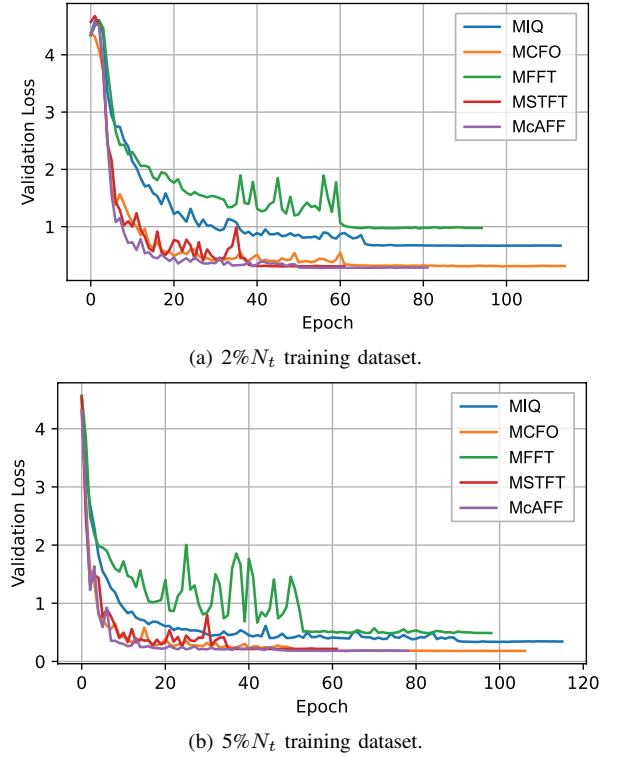 4
3
2
1
Validation Loss
MIQ
MCFO
MFFT
MSTFT
McAFF
0 20 40 60 80 100
Epoch
(a) 2%N_t training dataset.
4
3
2
1
0
Validation Loss
MIQ
MCFO
MFFT
MSTFT
McAFF
0 20 40 60 80 100 120
Epoch
(b) 5%N_t training dataset.